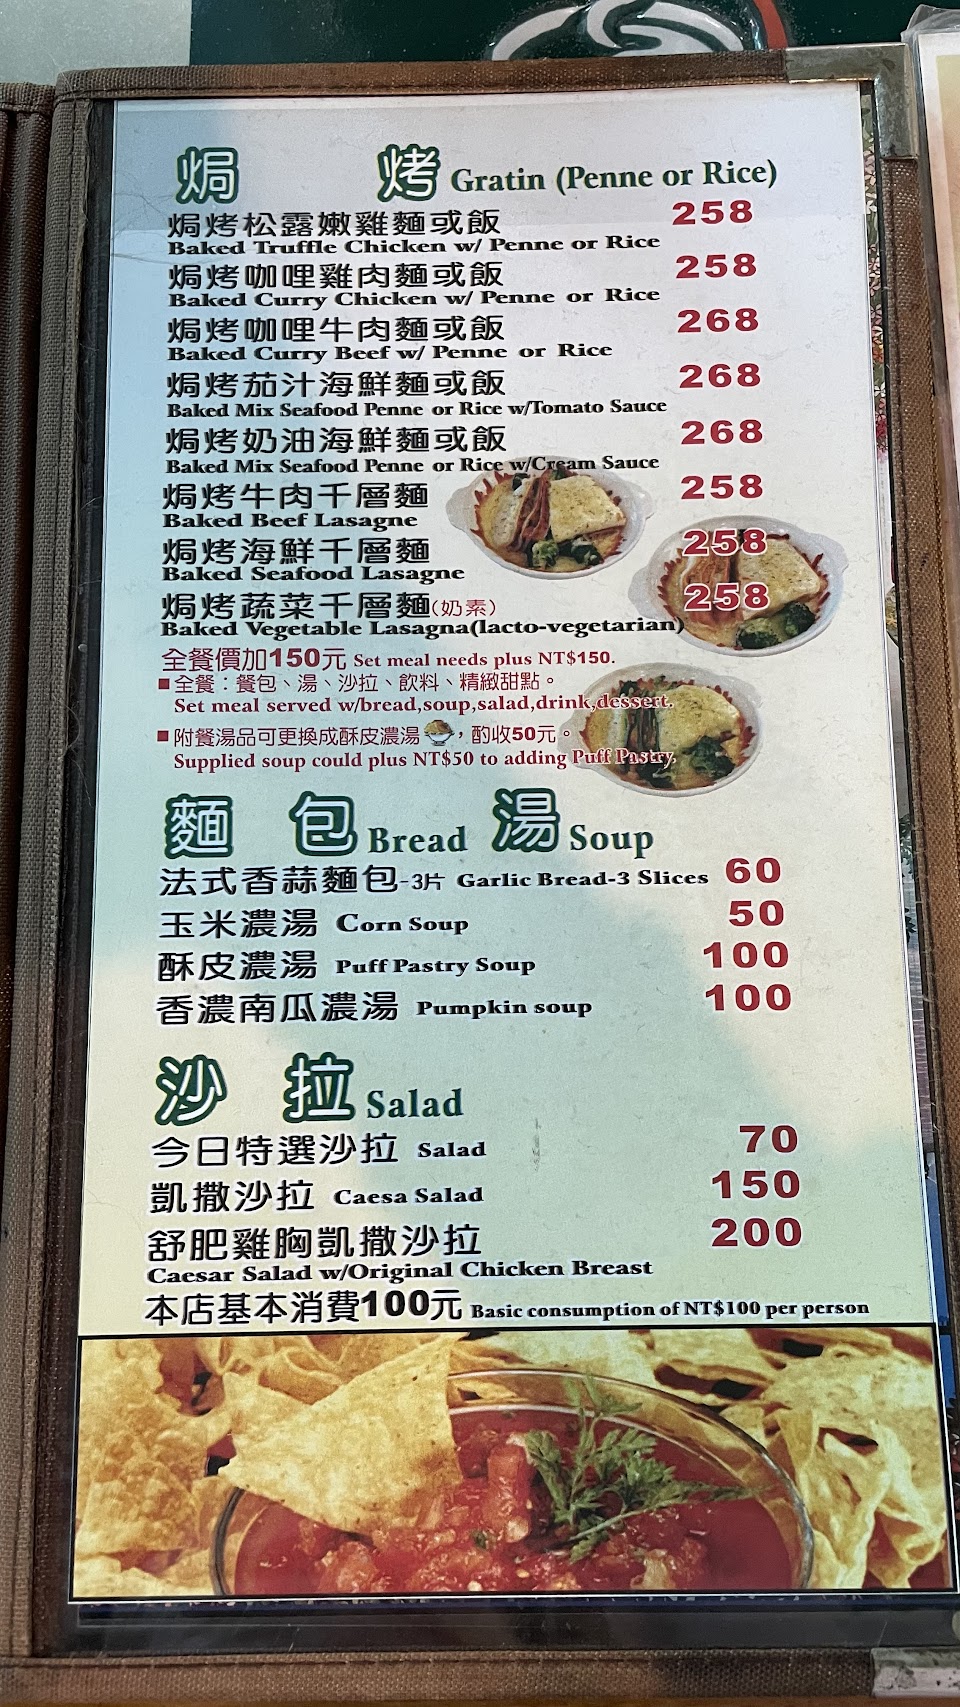 焗 烤 Gratin (Penne or Rice)
焗烤松露嫩雞麵或飯 258
Baked Truffle Chicken w/ Penne or Rice
焗烤咖哩雞肉麵或飯 258
Baked Curry Chicken w/ Penne or Rice
焗烤咖哩牛肉麵或飯 268
Baked Curry Beef w/ Penne or Rice
焗烤茄汁海鮮麵或飯 268
Baked Mix Seafood Penne or Rice w/Tomato Sauce
焗烤奶油海鮮麵或飯 268
Baked Mix Seafood Penne or Rice w/Cream Sauce
焗烤牛肉千層麵 258
Baked Beef Lasagne
焗烤海鮮千層麵 258
Baked Seafood Lasagne
焗烤蔬菜千層麵(奶素) 258
Baked Vegetable Lasagna(lacto-vegetarian)
全餐價加150元 Set meal needs plus NT$150.
■全餐：餐包、湯、沙拉、飲料、精緻甜點。
Set meal served w/bread,soup,salad,drink,dessert.
■附餐湯品可更換成酥皮濃湯，酌收50元。
Supplied soup could plus NT$50 to adding Puff Pastry.
麵 包 Bread 湯 Soup
法式香蒜麵包-3片 Garlic Bread-3 Slices 60
玉米濃湯 Corn Soup 50
酥皮濃湯 Puff Pastry Soup 100
香濃南瓜濃湯 Pumpkin soup 100
沙 拉 Salad
今日特選沙拉 Salad 70
凱撒沙拉 Caesa Salad 150
舒肥雞胸凱撒沙拉 200
Caesar Salad w/Original Chicken Breast
本店基本消費100元 Basic consumption of NT$100 per person